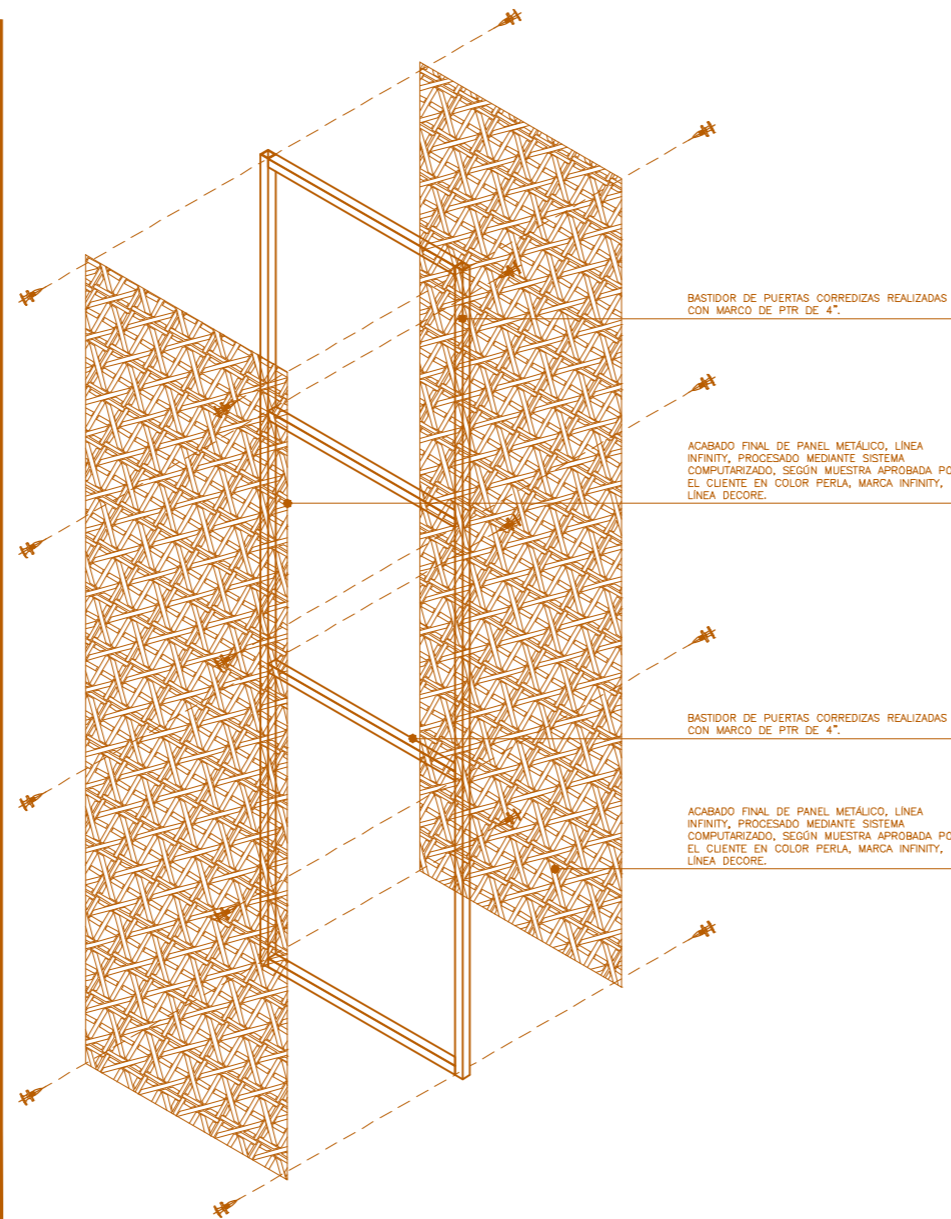 BASTIDOR DE PUERTAS CORREDIZAS REALIZADAS
CON MARCO DE PTR DE 4".
ACABADO FINAL DE PANEL METÁLICO, LÍNEA
INFINITY, PROCESADO MEDIANTE SISTEMA
COMPUTARIZADO, SEGÚN MUESTRA APROBADA PO
EL CLIENTE EN COLOR PERLA, MARCA INFINITY,
LÍNEA DECORE.
BASTIDOR DE PUERTAS CORREDIZAS REALIZADAS
CON MARCO DE PTR DE 4".
ACABADO FINAL DE PANEL METÁLICO, LÍNEA
INFINITY, PROCESADO MEDIANTE SISTEMA
COMPUTARIZADO, SEGÚN MUESTRA APROBADA PO
EL CLIENTE EN COLOR PERLA, MARCA INFINITY,
LÍNEA DECORE.